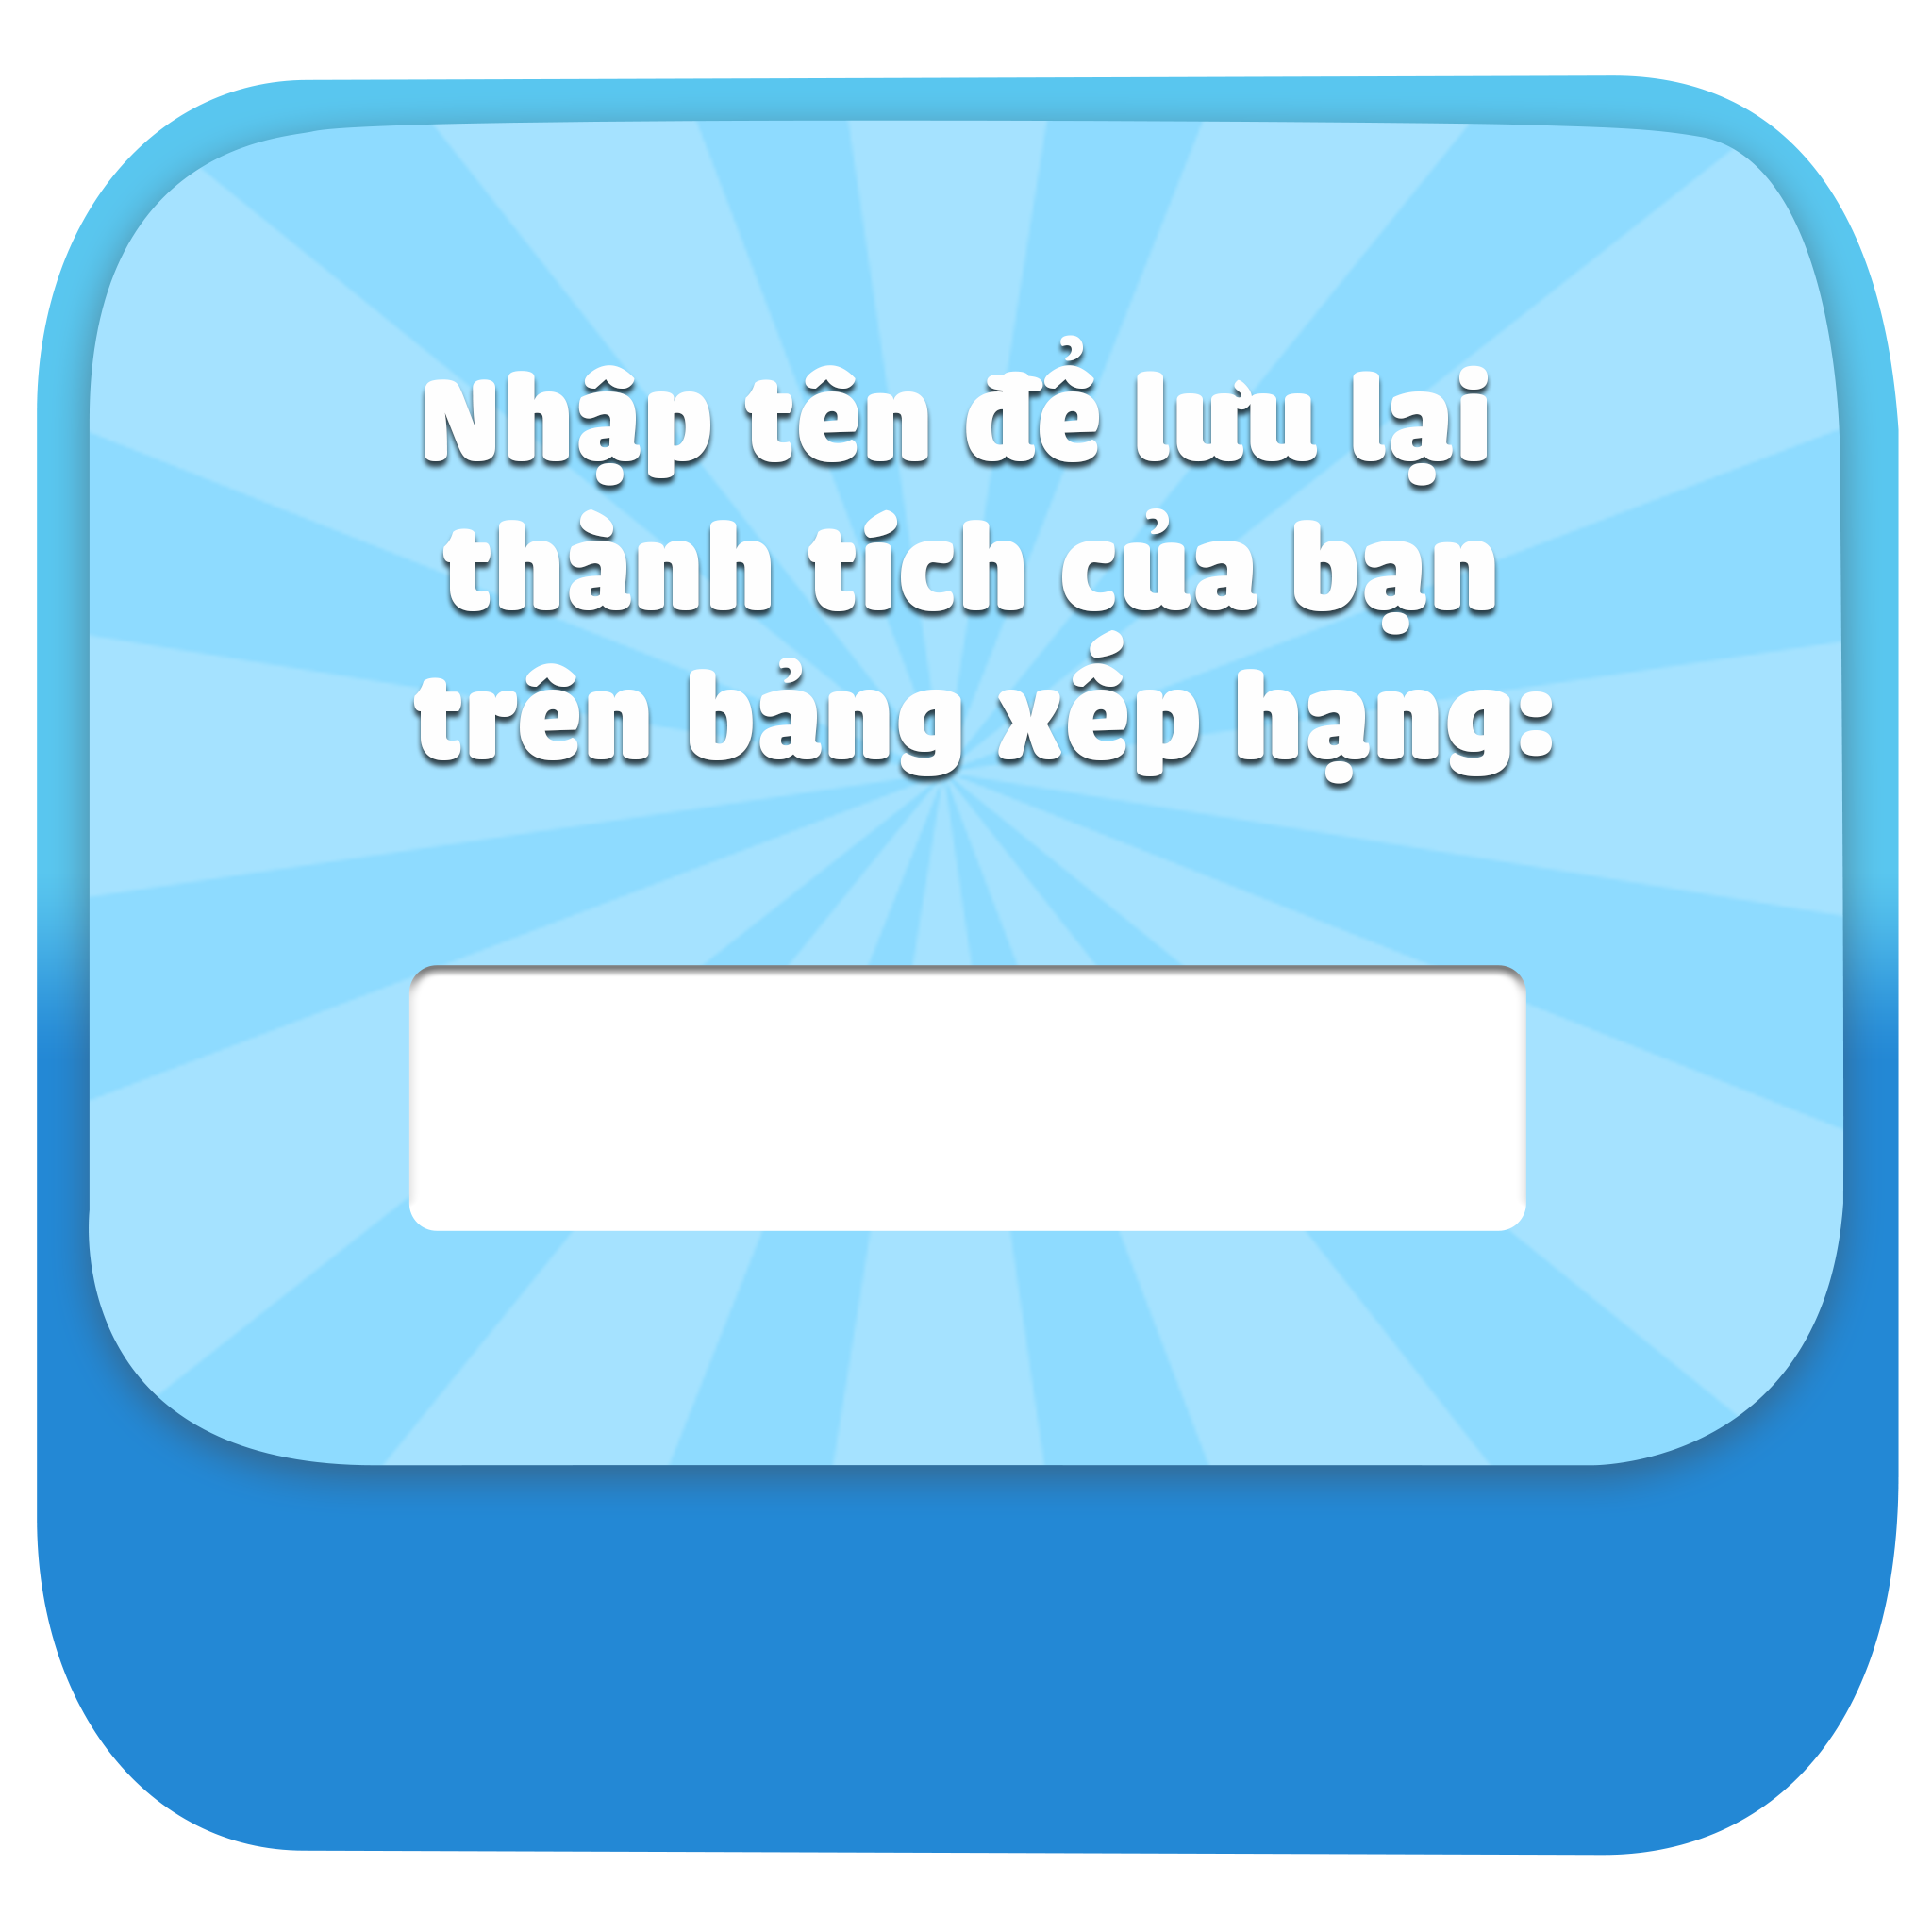 Nhập tên để lưu lại
thành tích của bạn
trên bảng xếp hạng: